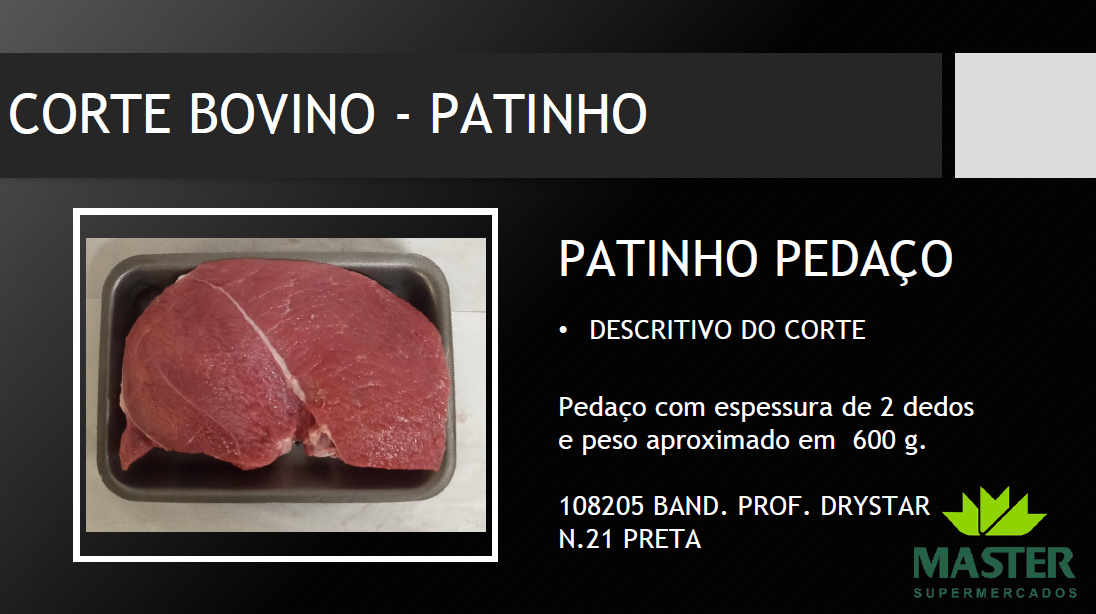 CORTE BOVINO - PATINHO
PATINHO PEDAÇO
• DESCRITIVO DO CORTE
Pedaço com espessura de 2 dedos
e peso aproximado em 600 g.
108205 BAND. PROF. DRYSTAR
N.21 PRETA
MASTER
SUPERMERCADOS